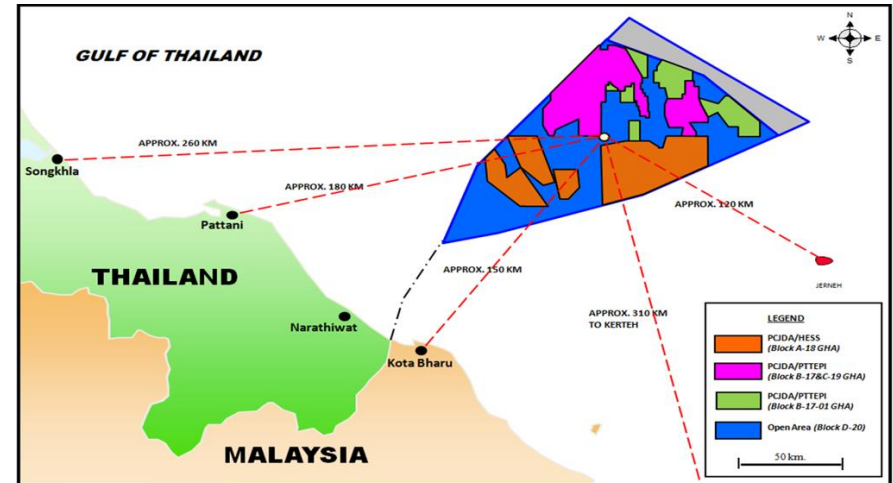 GULF OF THAILAND
N
W
E
S
APPROX. 260 KM
Songkhla
APPROX. 180 KM
Pattani
APPROX. 120 KM
THAILAND
APPROX. 150 KM
JERNEH
Narathiwat
APPROX. 310 KM
TO KERTEH
Kota Bharu
MALAYSIA
LEGEND
PCJDA/HESS
(Block A-18 GHA)
PCJDA/PTTEPI
(Block B-17&C-19 GHA)
PCJDA/PTTEPI
(Block B-17-01 GHA)
Open Area (Block D-20)
50 km.